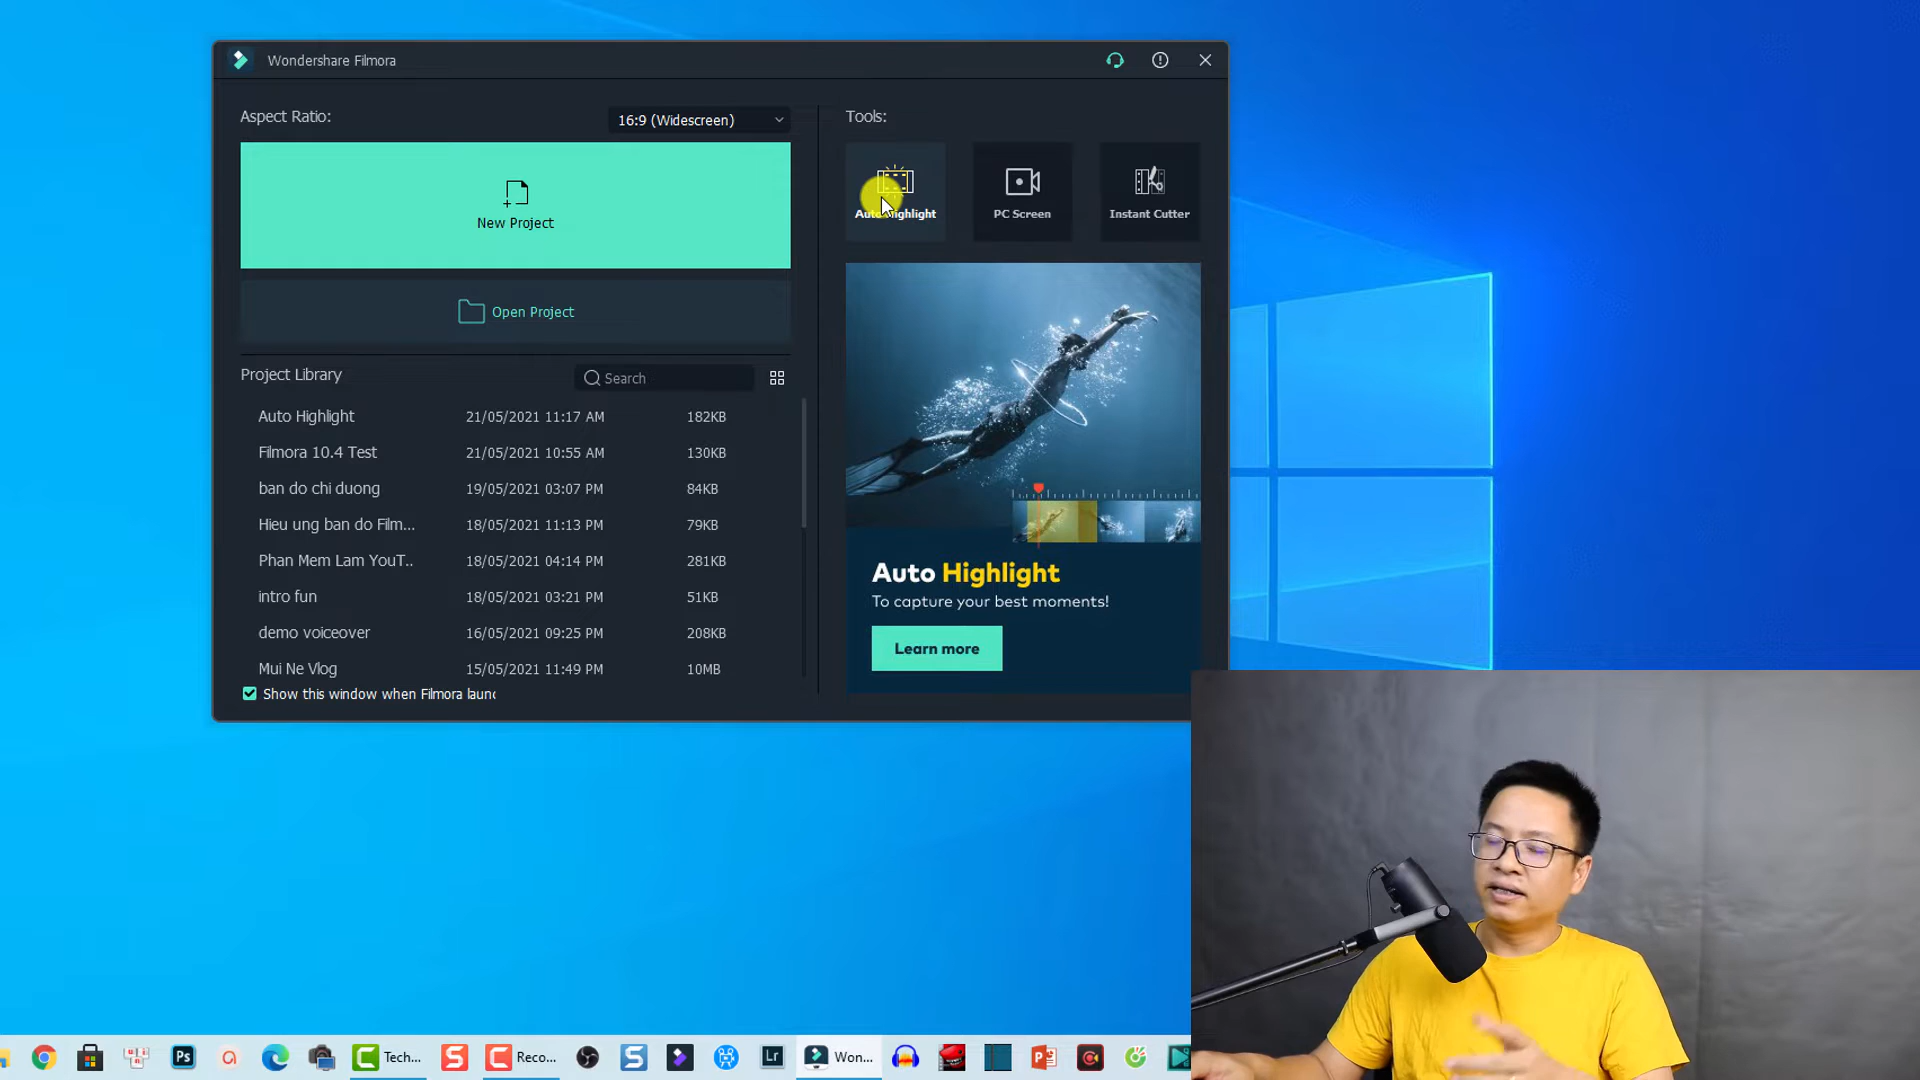 Wondershare Filmora
Aspect Ratio:
16:9 (Widescreen)
New Project
Open Project
Project Library
Search
Auto Highlight 21/05/2021 11:17 AM 182KB
Filmora 10.4 Test 21/05/2021 10:55 AM 130KB
ban do chi duong 19/05/2021 03:07 PM 84KB
Hieu ung ban do Film... 18/05/2021 11:13 PM 79KB
Phan Mem Lam YouT.. 18/05/2021 04:14 PM 281KB
intro fun 18/05/2021 03:21 PM 51KB
demo voiceover 16/05/2021 09:25 PM 208KB
Mui Ne Vlog 15/05/2021 11:49 PM 10MB
Show this window when Filmora launc
Tools:
Auto Highlight
PC Screen
Instant Cutter
Auto Highlight
To capture your best moments!
Learn more
Ps
Tech...
Reco...
Lr
Won...